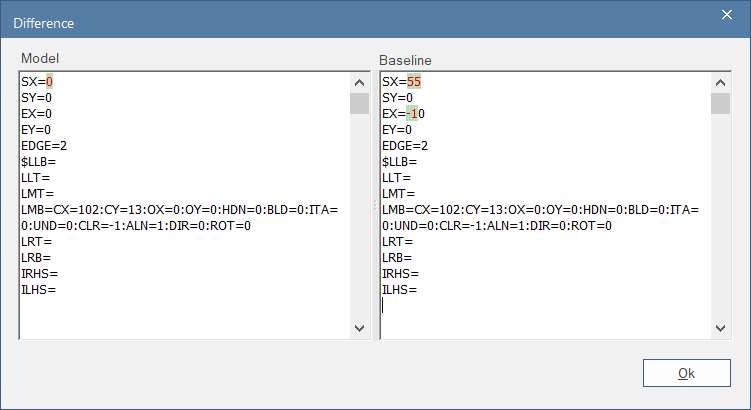 Difference
Model
SX=0
SY=0
EX=0
EY=0
EDGE=2
$LLB=
LLT=
LMT=
LMB=CX=102:CY=13:OX=0:OY=0:HDN=0:BLD=0:ITA=
0:UND=0:CLR=-1:ALN=1:DIR=0:ROT=0
LRT=
LRB=
IRHS=
ILHS=
Baseline
SX=55
SY=0
EX=-10
EY=0
EDGE=2
$LLB=
LLT=
LMT=
LMB=CX=102:CY=13:OX=0:OY=0:HDN=0:BLD=0:ITA=
0:UND=0:CLR=-1:ALN=1:DIR=0:ROT=0
LRT=
LRB=
IRHS=
ILHS=
Ok